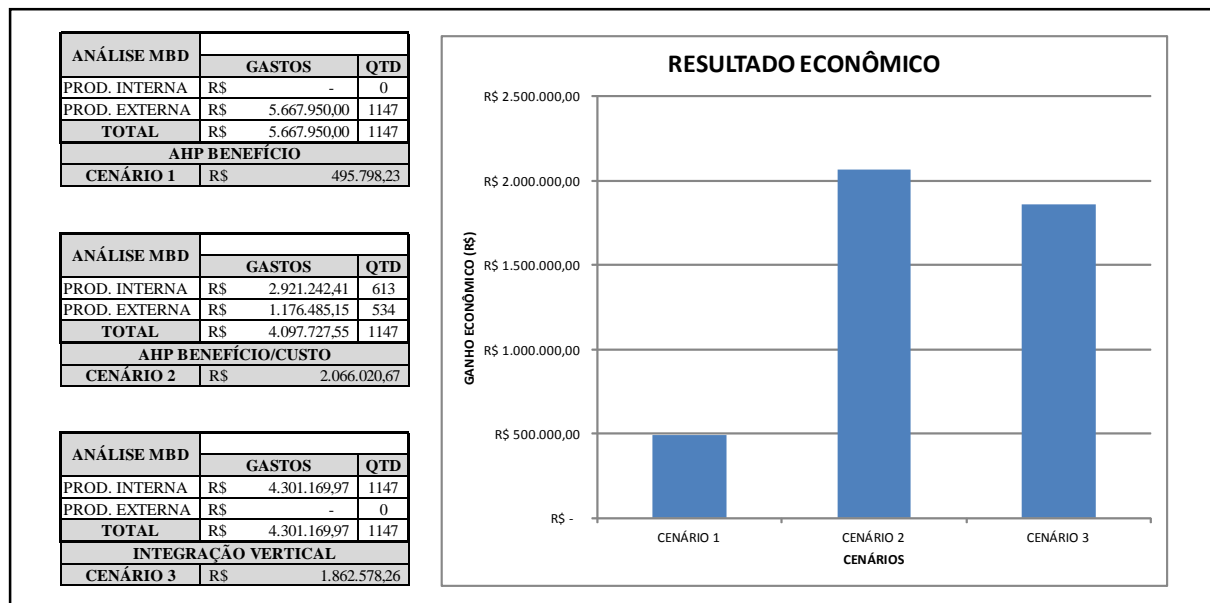 ANÁLISE MBD
GASTOS QTD
PROD. INTERNA R$ - 0
PROD. EXTERNA R$ 5.667.950,00 1147
TOTAL R$ 5.667.950,00 1147
AHP BENEFÍCIO
CENÁRIO 1 R$ 495.798,23
ANÁLISE MBD
GASTOS QTD
PROD. INTERNA R$ 2.921.242,41 613
PROD. EXTERNA R$ 1.176.485,15 534
TOTAL R$ 4.097.727,55 1147
AHP BENEFÍCIO/CUSTO
CENÁRIO 2 R$ 2.066.020,67
ANÁLISE MBD
GASTOS QTD
PROD. INTERNA R$ 4.301.169,97 1147
PROD. EXTERNA R$ - 0
TOTAL R$ 4.301.169,97 1147
INTEGRAÇÃO VERTICAL
CENÁRIO 3 R$ 1.862.578,26
RESULTADO ECONÔMICO
GANHO ECONÔMICO (R$)
R$ 2.500.000,00
R$ 2.000.000,00
R$ 1.500.000,00
R$ 1.000.000,00
R$ 500.000,00
R$ -
CENÁRIO 1 CENÁRIO 2 CENÁRIO 3
CENÁRIOS